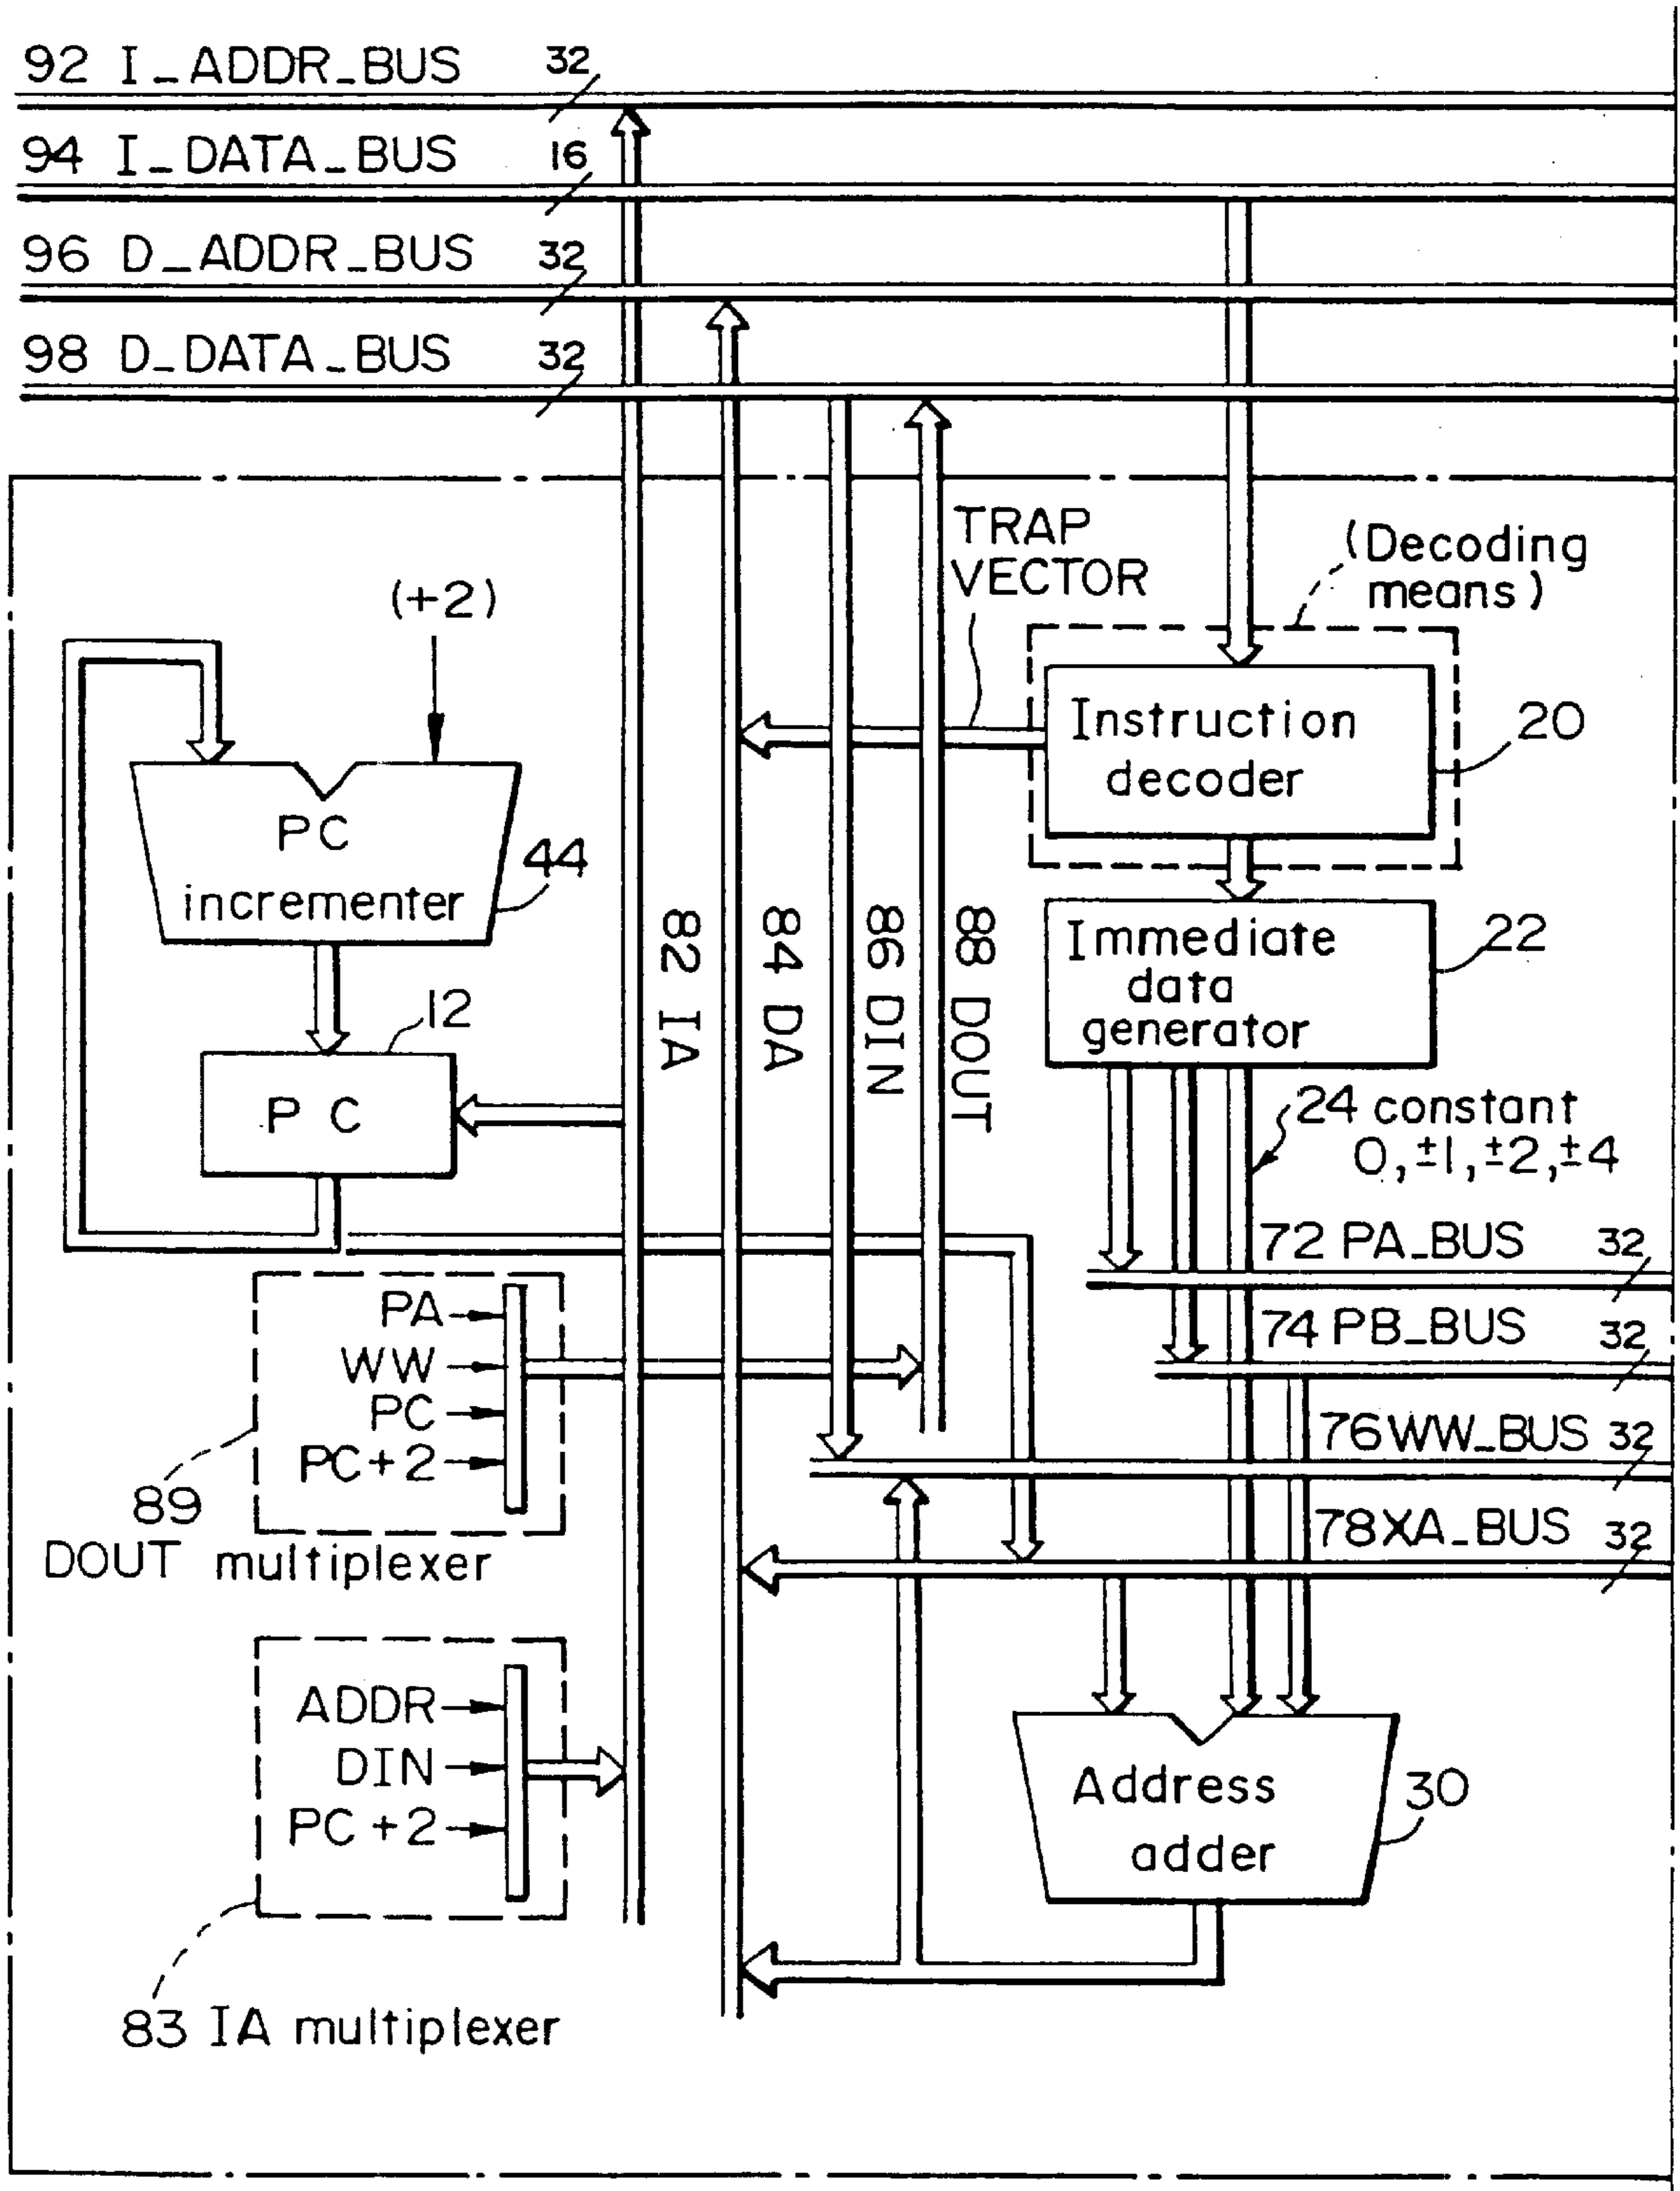 92 I_ADDR_BUS 32
94 I_DATA_BUS 16
96 D_ADDR_BUS 32
98 D_DATA_BUS 32
TRAP
VECTOR
(Decoding
means)
(+2)
Instruction
decoder
20
PC
incrementer
44
82 IA
84 DA
86 DIN
88 DOUT
Immediate
data
generator
22
12
PC
24 constant
0,±1,±2,±4
72 PA_BUS 32
74 PB_BUS 32
76 WW_BUS 32
78 XA_BUS 32
PA
WW
PC
PC+2
89
DOUT multiplexer
ADDR
DIN
PC+2
83 IA multiplexer
Address
adder
30